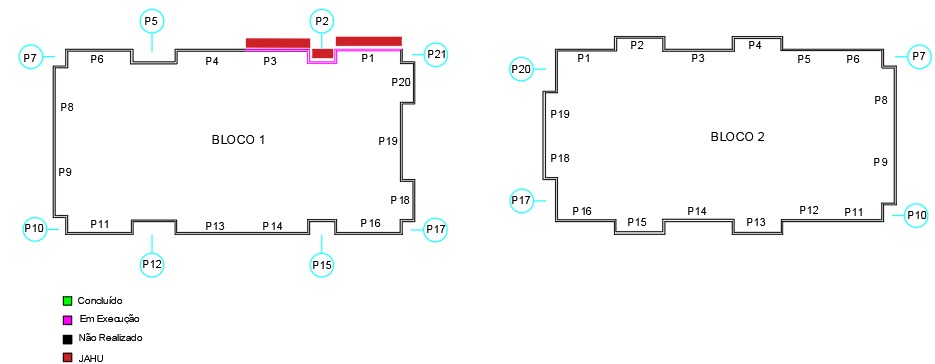 P5 P2
P7 P6 P4 P3 P1 P21
P20
P8
BLOCO 1 P19
P9
P18
P10 P11 P13 P14 P16 P17
P12 P15
P2 P4
P1 P3 P5 P6 P7
P20
P19 P8
BLOCO 2
P18 P9
P17 P16 P15 P14 P13 P12 P11 P10
Concluído
Em Execução
Não Realizado
JAHU